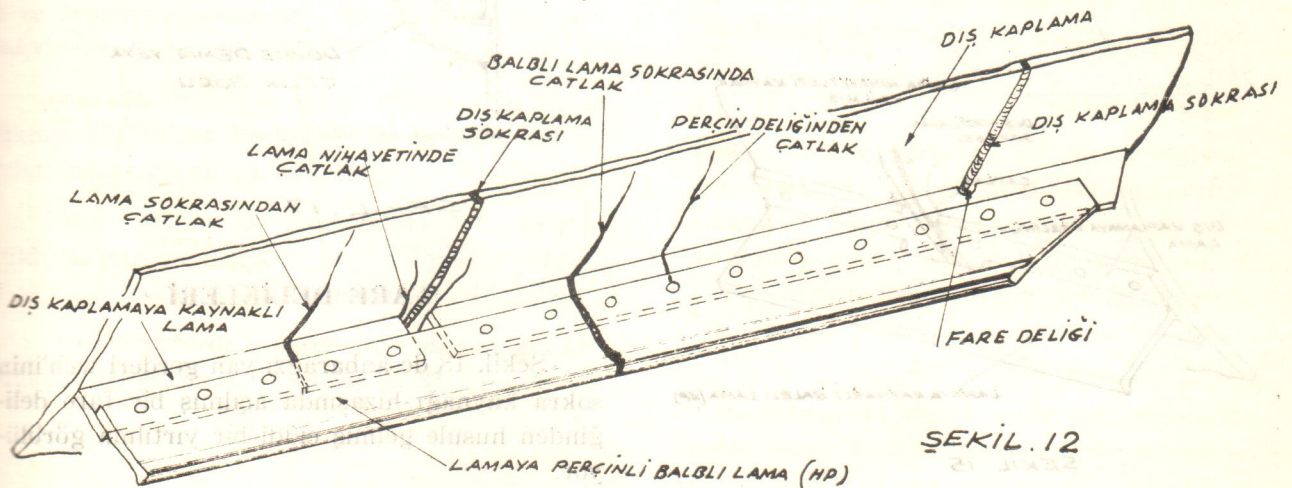 DIŞ KAPLAMA
BALBLI LAMA SOKRASINDA
ÇATLAK
DIŞ KAPLAMA SOKRASI
DIŞ KAPLAMA
SOKRASI
PERÇİN DELİĞİNDEN
ÇATLAK
LAMA NİHAYETİNDE
ÇATLAK
LAMA SOKRASINDAN
ÇATLAK
DIŞ KAPLAMAYA KAYNAKLI
LAMA
FARE DELİĞİ
LAMAYA PERÇİNLİ BALBLI LAMA (HP)
ŞEKİL. 12